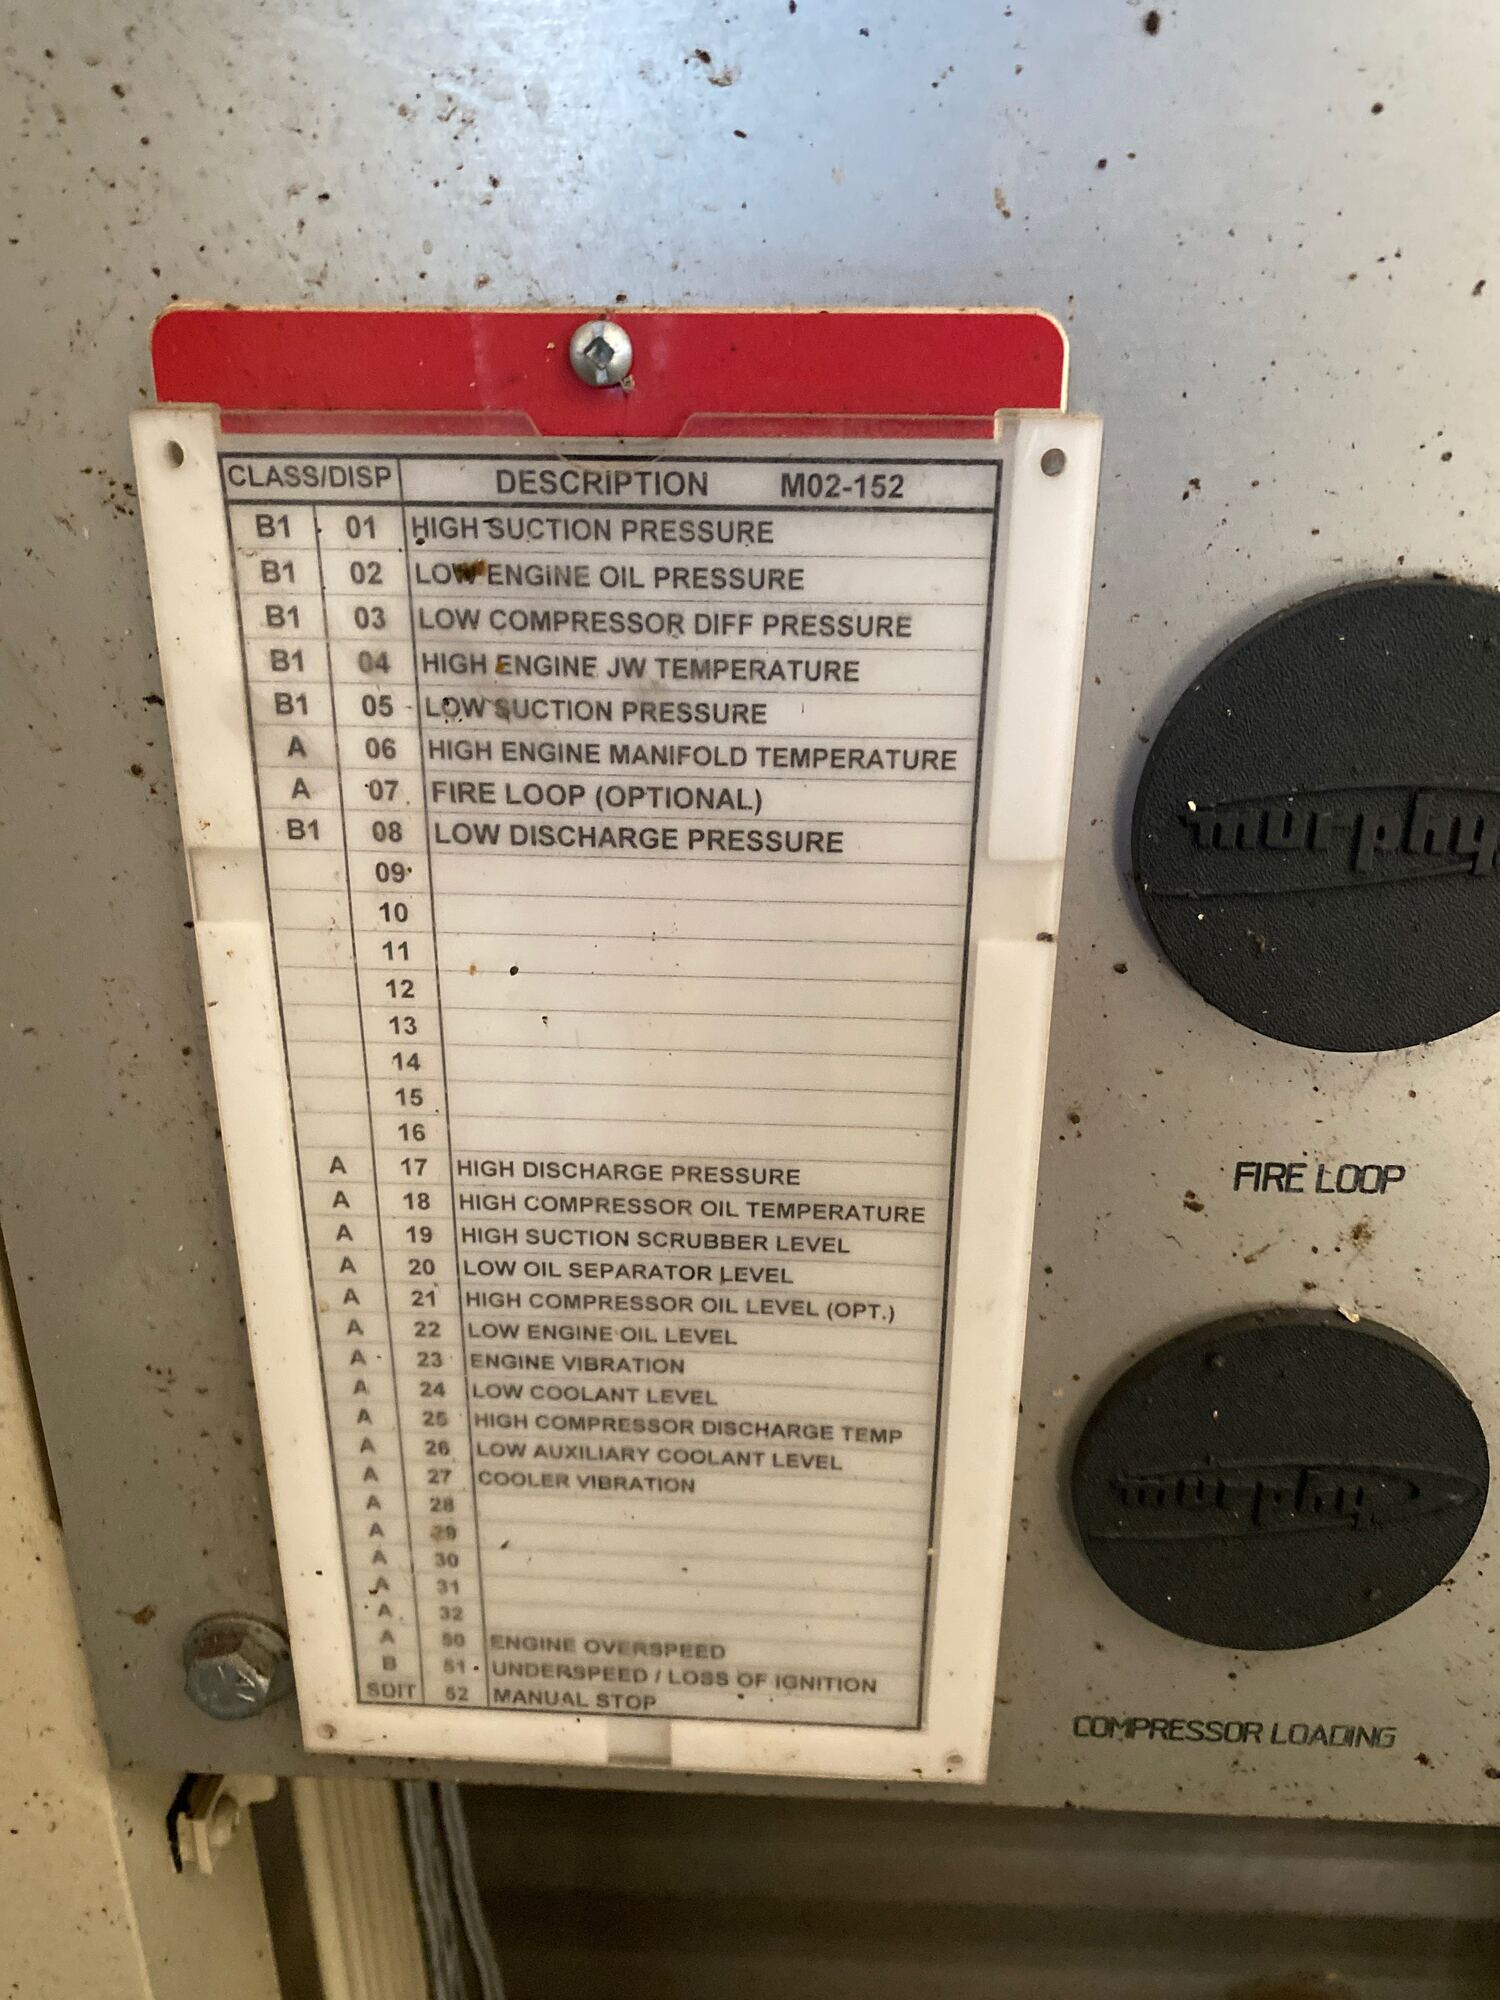 CLASS/DISP DESCRIPTION M02-152
B1 01 HIGH SUCTION PRESSURE
B1 02 LOW ENGINE OIL PRESSURE
B1 03 LOW COMPRESSOR DIFF PRESSURE
B1 04 HIGH ENGINE JW TEMPERATURE
B1 05 LOW SUCTION PRESSURE
A 06 HIGH ENGINE MANIFOLD TEMPERATURE
A 07 FIRE LOOP (OPTIONAL)
B1 08 LOW DISCHARGE PRESSURE
09
10
11
12
13
14
15
16
A 17 HIGH DISCHARGE PRESSURE
A 18 HIGH COMPRESSOR OIL TEMPERATURE
A 19 HIGH SUCTION SCRUBBER LEVEL
A 20 LOW OIL SEPARATOR LEVEL
A 21 HIGH COMPRESSOR OIL LEVEL (OPT.)
A 22 LOW ENGINE OIL LEVEL
A 23 ENGINE VIBRATION
A 24 LOW COOLANT LEVEL
A 25 HIGH COMPRESSOR DISCHARGE TEMP
A 26 LOW AUXILIARY COOLANT LEVEL
A 27 COOLER VIBRATION
A 28
A 29
A 30
A 31
A 32
A 50 ENGINE OVERSPEED
B 51 UNDERSPEED / LOSS OF IGNITION
SDIT 52 MANUAL STOP
murphy
FIRE LOOP
murphy
COMPRESSOR LOADING